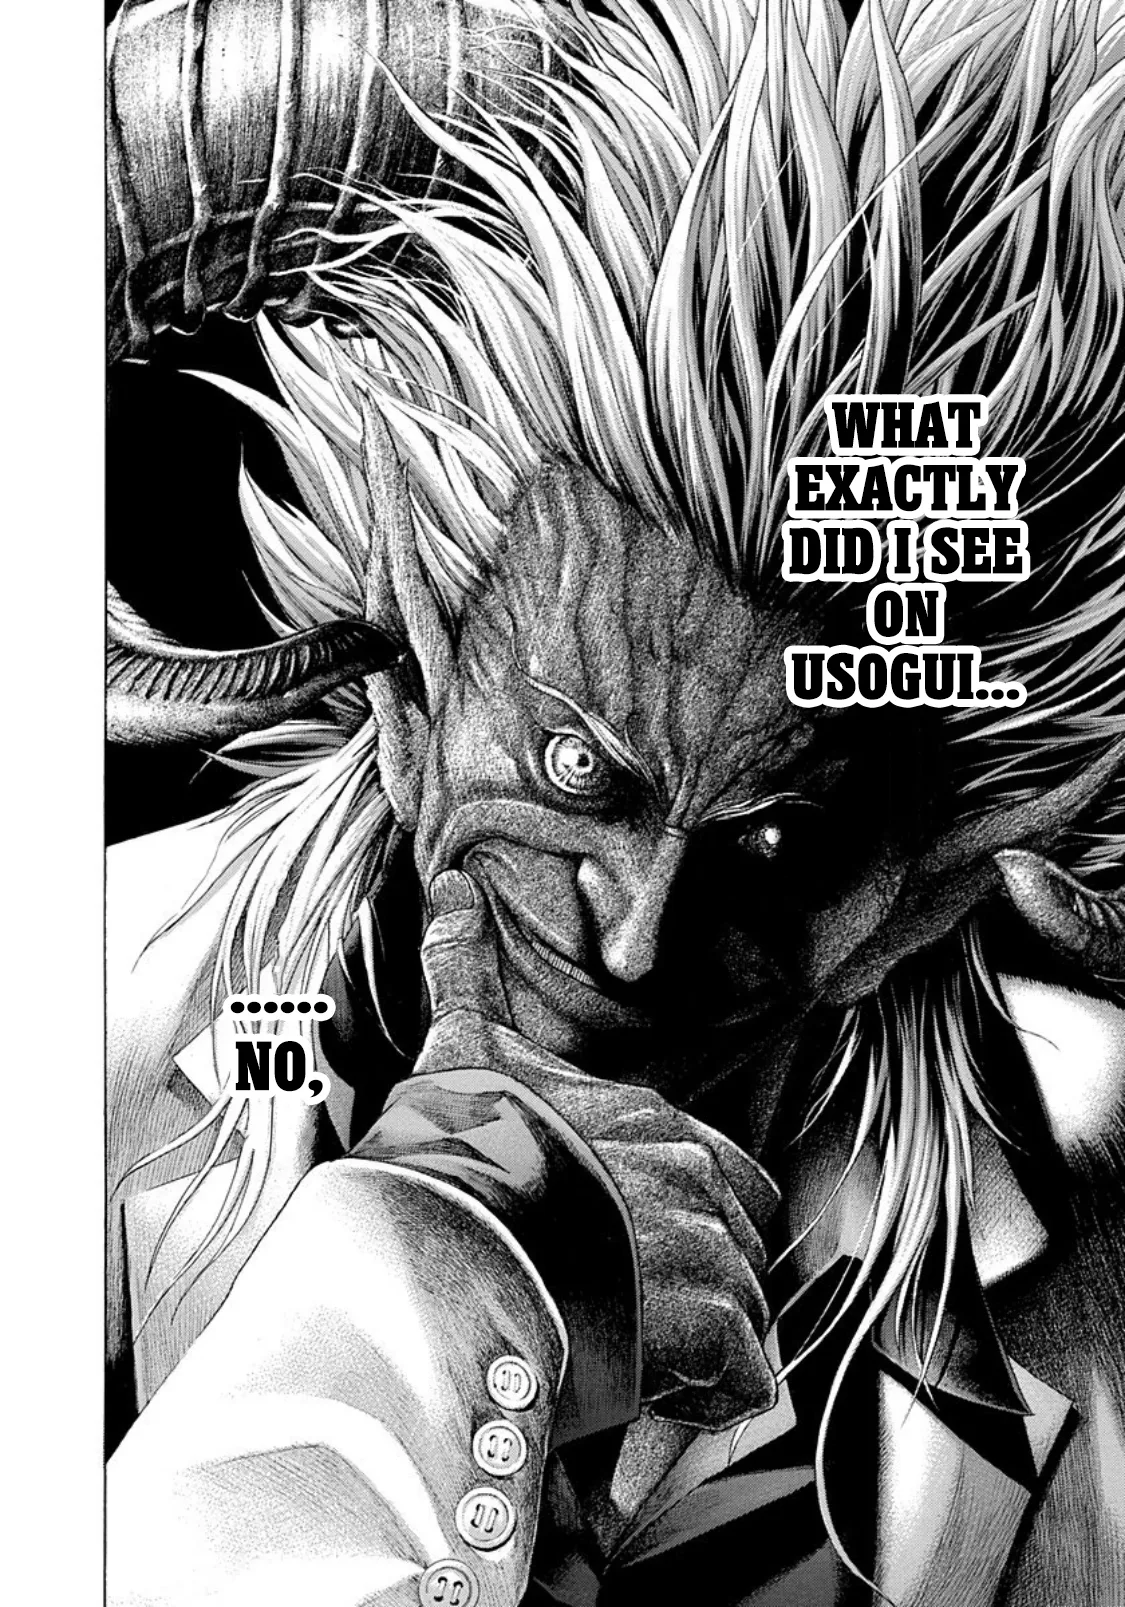 WHAT
EXACTLY
DID I SEE
ON
USOGUI...
......
NO,